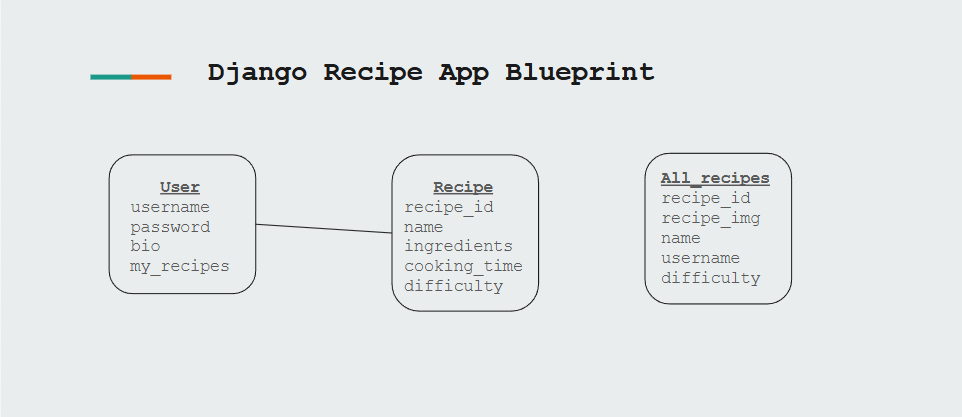 Django Recipe App Blueprint
User
username
password
bio
my_recipes
Recipe
recipe_id
name
ingredients
cooking_time
difficulty
All_recipes
recipe_id
recipe_img
name
username
difficulty